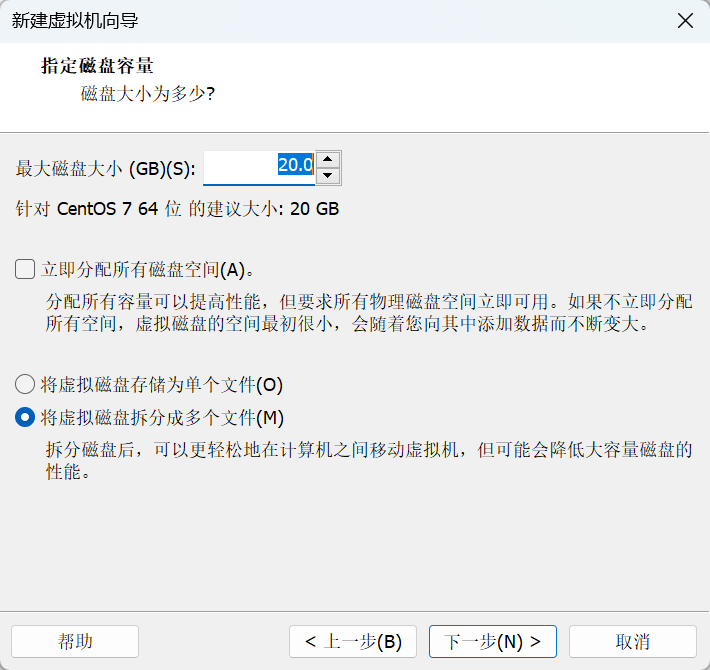 新建虚拟机向导
指定磁盘容量
磁盘大小为多少?
最大磁盘大小 (GB)(S): 20.0
针对 CentOS 7 64 位 的建议大小: 20 GB
立即分配所有磁盘空间(A)。
分配所有容量可以提高性能，但要求所有物理磁盘空间立即可用。如果不立即分配
所有空间，虚拟磁盘的空间最初很小，会随着您向其中添加数据而不断变大。
将虚拟磁盘存储为单个文件(O)
将虚拟磁盘拆分成多个文件(M)
拆分磁盘后，可以更轻松地在计算机之间移动虚拟机，但可能会降低大容量磁盘的
性能。
帮助 < 上一步(B) 下一步(N) > 取消